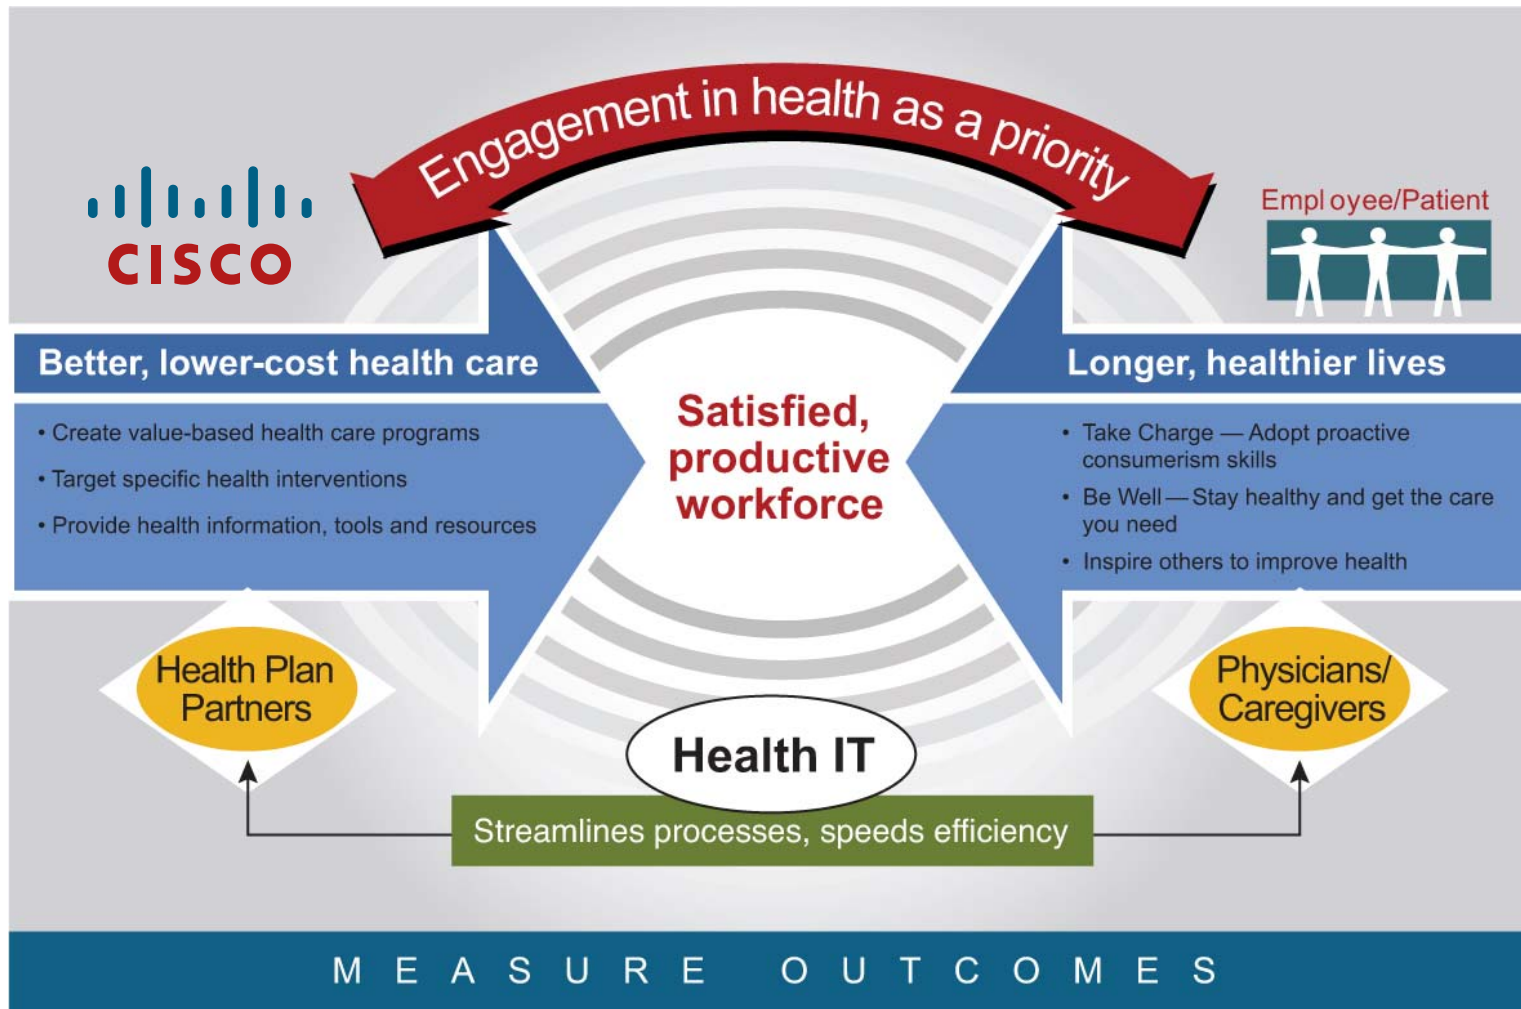 Engagement in health as a priority
CISCO
Employee/Patient
Better, lower-cost health care
• Create value-based health care programs
• Target specific health interventions
• Provide health information, tools and resources
Satisfied,
productive
workforce
Longer, healthier lives
• Take Charge — Adopt proactive
consumerism skills
• Be Well — Stay healthy and get the care
you need
• Inspire others to improve health
Health Plan
Partners
Physicians/
Caregivers
Health IT
Streamlines processes, speeds efficiency
MEASURE OUTCOMES